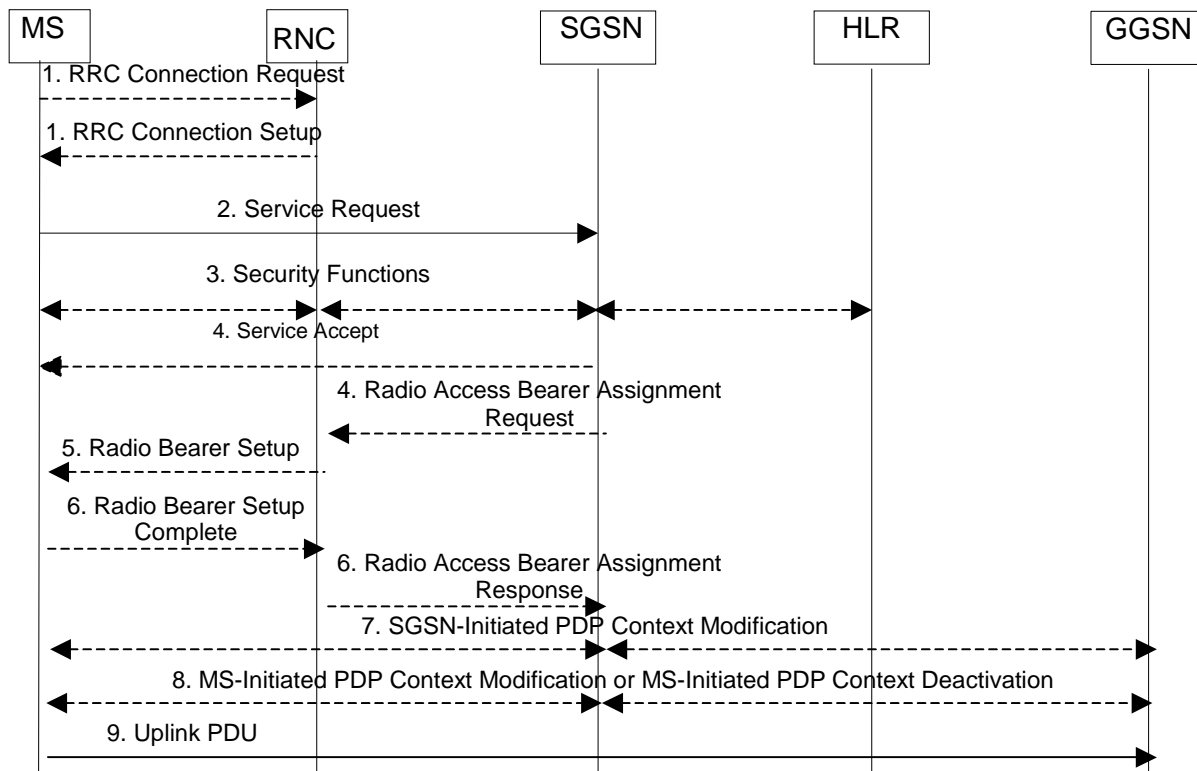 MS
RNC
SGSN
HLR
GGSN
1. RRC Connection Request
1. RRC Connection Setup
2. Service Request
3. Security Functions
4. Service Accept
4. Radio Access Bearer Assignment
Request
5. Radio Bearer Setup
6. Radio Bearer Setup
Complete
6. Radio Access Bearer Assignment
Response
7. SGSN-Initiated PDP Context Modification
8. MS-Initiated PDP Context Modification or MS-Initiated PDP Context Deactivation
9. Uplink PDU